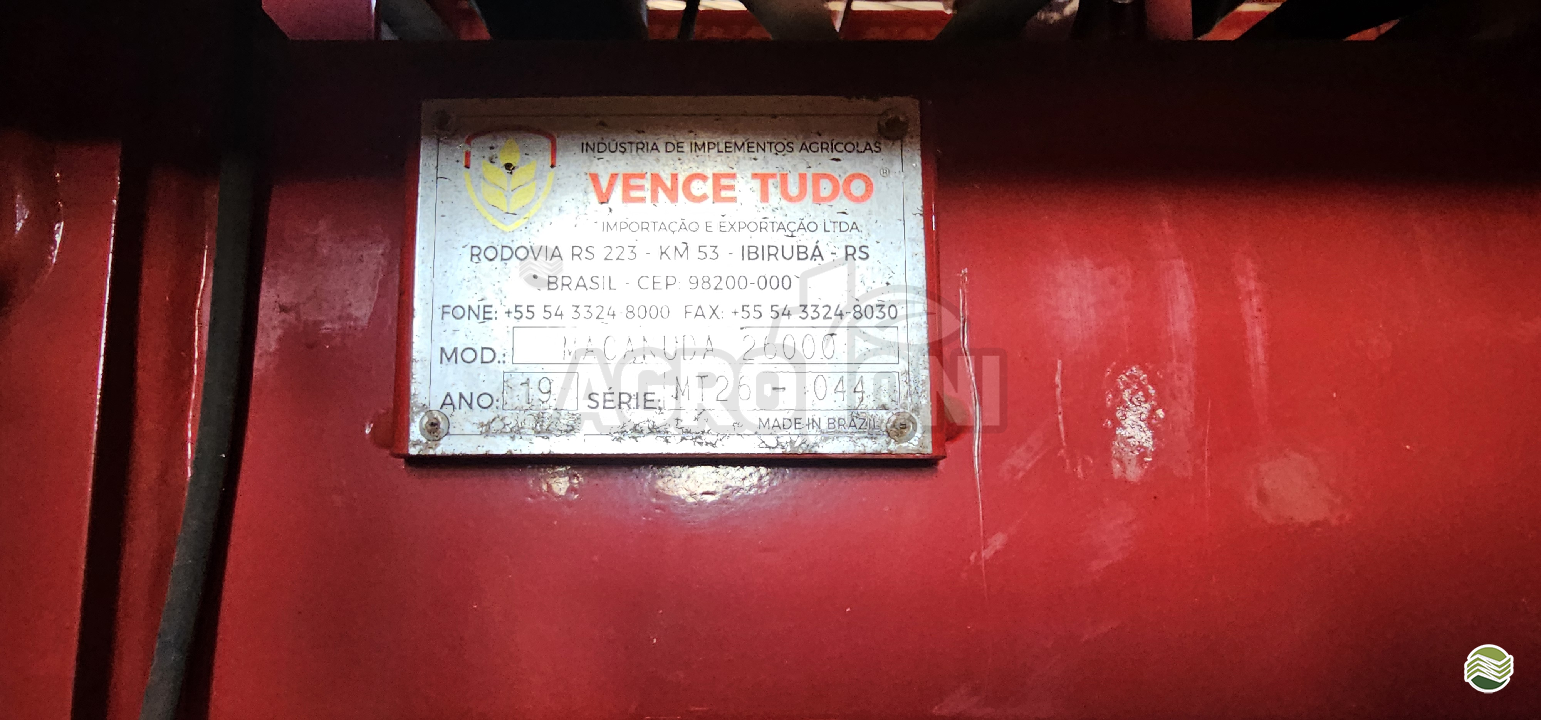 INDÚSTRIA DE IMPLEMENTOS AGRÍCOLAS
VENCE TUDO®
IMPORTAÇÃO E EXPORTAÇÃO LTDA.
RODOVIA RS 223 - KM 53 - IBIRUBÁ - RS
BRASIL - CEP: 98200-000
FONE: +55 54 3324-8000 FAX: +55 54 3324-8030
MOD.: MACANUDA 26000
ANO: 19 SÉRIE: MT26 - 044
MADE IN BRAZIL